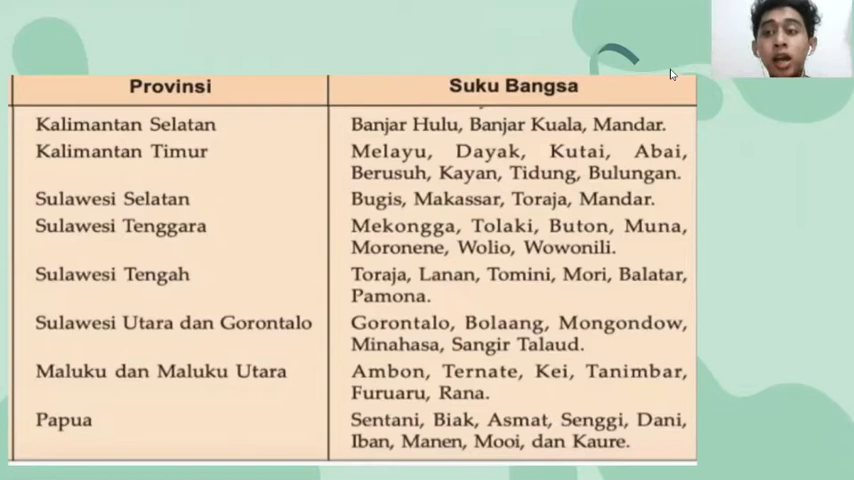 Provinsi Suku Bangsa
Kalimantan Selatan Banjar Hulu, Banjar Kuala, Mandar.
Kalimantan Timur Melayu, Dayak, Kutai, Abai,
Berusuh, Kayan, Tidung, Bulungan.
Sulawesi Selatan Bugis, Makassar, Toraja, Mandar.
Sulawesi Tenggara Mekongga, Tolaki, Buton, Muna,
Moronene, Wolio, Wowonili.
Sulawesi Tengah Toraja, Lanan, Tomini, Mori, Balatar,
Pamona.
Sulawesi Utara dan Gorontalo Gorontalo, Bolaang, Mongondow,
Minahasa, Sangir Talaud.
Maluku dan Maluku Utara Ambon, Ternate, Kei, Tanimbar,
Furuaru, Rana.
Papua Sentani, Biak, Asmat, Senggi, Dani,
Iban, Manen, Mooi, dan Kaure.